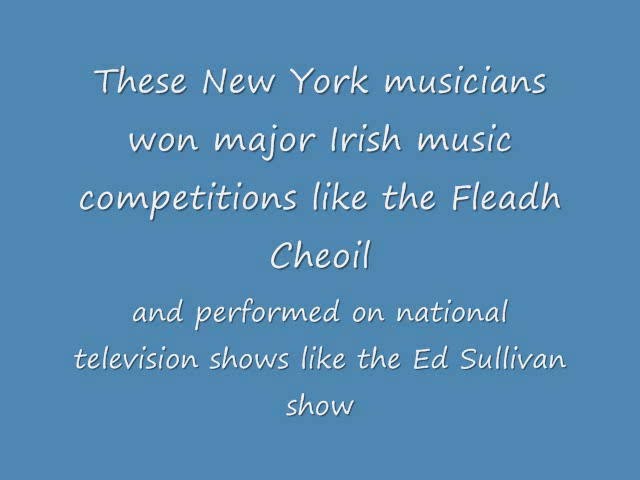 These New York musicians
won major Irish music
competitions like the Fleadh
Cheoil
and performed on national
television shows like the Ed Sullivan
show